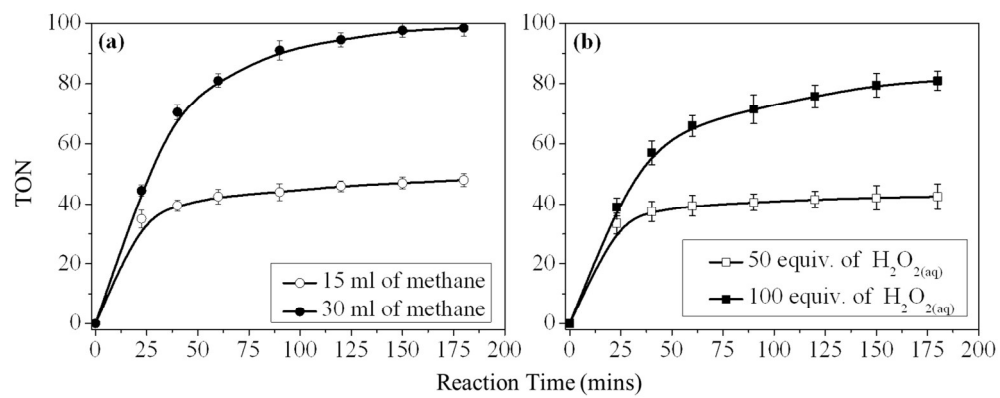 (a)
100
80
60
40
20
0
TON
15 ml of methane
30 ml of methane
0 25 50 75 100 125 150 175 200
(b)
100
80
60
40
20
0
50 equiv. of H₂O₂(aq)
100 equiv. of H₂O₂(aq)
0 25 50 75 100 125 150 175 200
Reaction Time (mins)